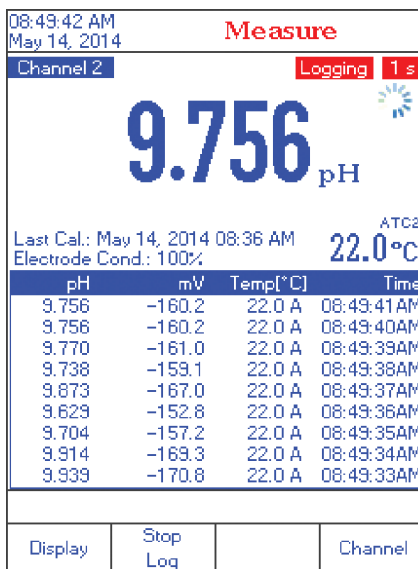 08:49:42 AM
May 14, 2014
Measure
Channel 2
Logging
1 s
9.756 pH
ATC2
Last Cal.: May 14, 2014 08:36 AM
Electrode Cond.: 100%
22.0°C
pH mV Temp[°C] Time
9.756 -160.2 22.0 A 08:49:41AM
9.756 -160.2 22.0 A 08:49:40AM
9.770 -161.0 22.0 A 08:49:39AM
9.738 -159.1 22.0 A 08:49:38AM
9.873 -167.0 22.0 A 08:49:37AM
9.629 -152.8 22.0 A 08:49:36AM
9.704 -157.2 22.0 A 08:49:35AM
9.914 -169.3 22.0 A 08:49:34AM
9.939 -170.8 22.0 A 08:49:33AM
Display
Stop
Log
Channel